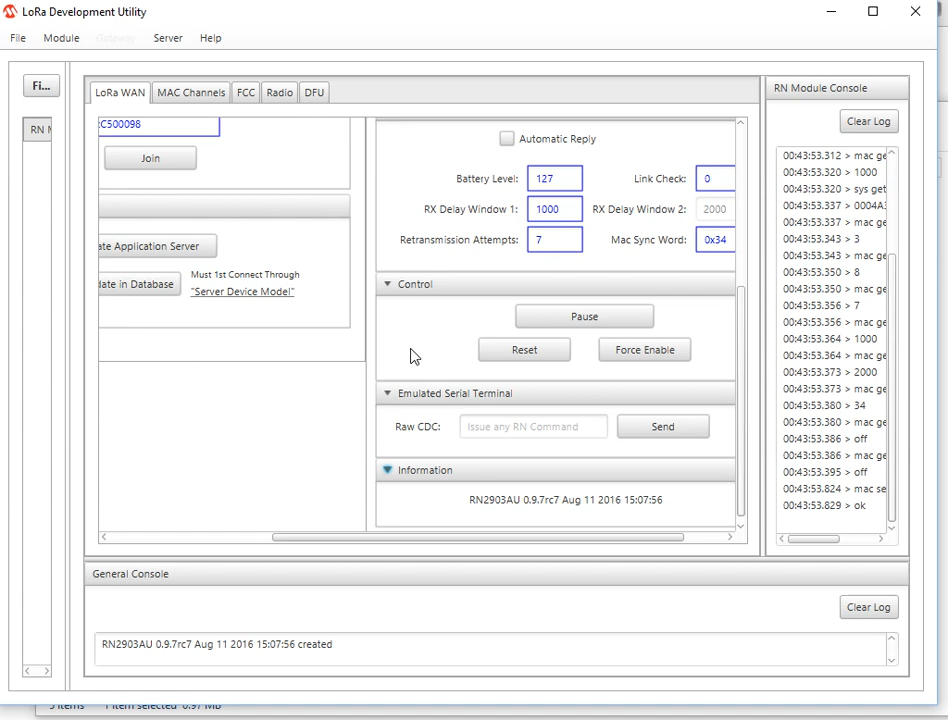 LoRa Development Utility
File Module Gateway Server Help
Fi...
RN M
LoRa WAN MAC Channels FCC Radio DFU
C500098
Join
ate Application Server
date in Database
Must 1st Connect Through
"Server Device Model"
Automatic Reply
Battery Level: 127 Link Check: 0
RX Delay Window 1: 1000 RX Delay Window 2: 2000
Retransmission Attempts: 7 Mac Sync Word: 0x34
Control
Pause
Reset Force Enable
Emulated Serial Terminal
Raw CDC: Issue any RN Command Send
Information
RN2903AU 0.9.7rc7 Aug 11 2016 15:07:56
RN Module Console
Clear Log
00:43:53.312 > mac ge
00:43:53.320 > 1000
00:43:53.320 > sys get
00:43:53.337 > 0004A3
00:43:53.337 > mac ge
00:43:53.343 > 3
00:43:53.343 > mac ge
00:43:53.350 > 8
00:43:53.350 > mac ge
00:43:53.356 > 7
00:43:53.356 > mac ge
00:43:53.364 > 1000
00:43:53.364 > mac ge
00:43:53.373 > 2000
00:43:53.373 > mac ge
00:43:53.380 > 34
00:43:53.380 > mac ge
00:43:53.386 > off
00:43:53.386 > mac ge
00:43:53.395 > off
00:43:53.824 > mac se
00:43:53.829 > ok
General Console
Clear Log
RN2903AU 0.9.7rc7 Aug 11 2016 15:07:56 created
5 items 1 item selected 0.97 MB